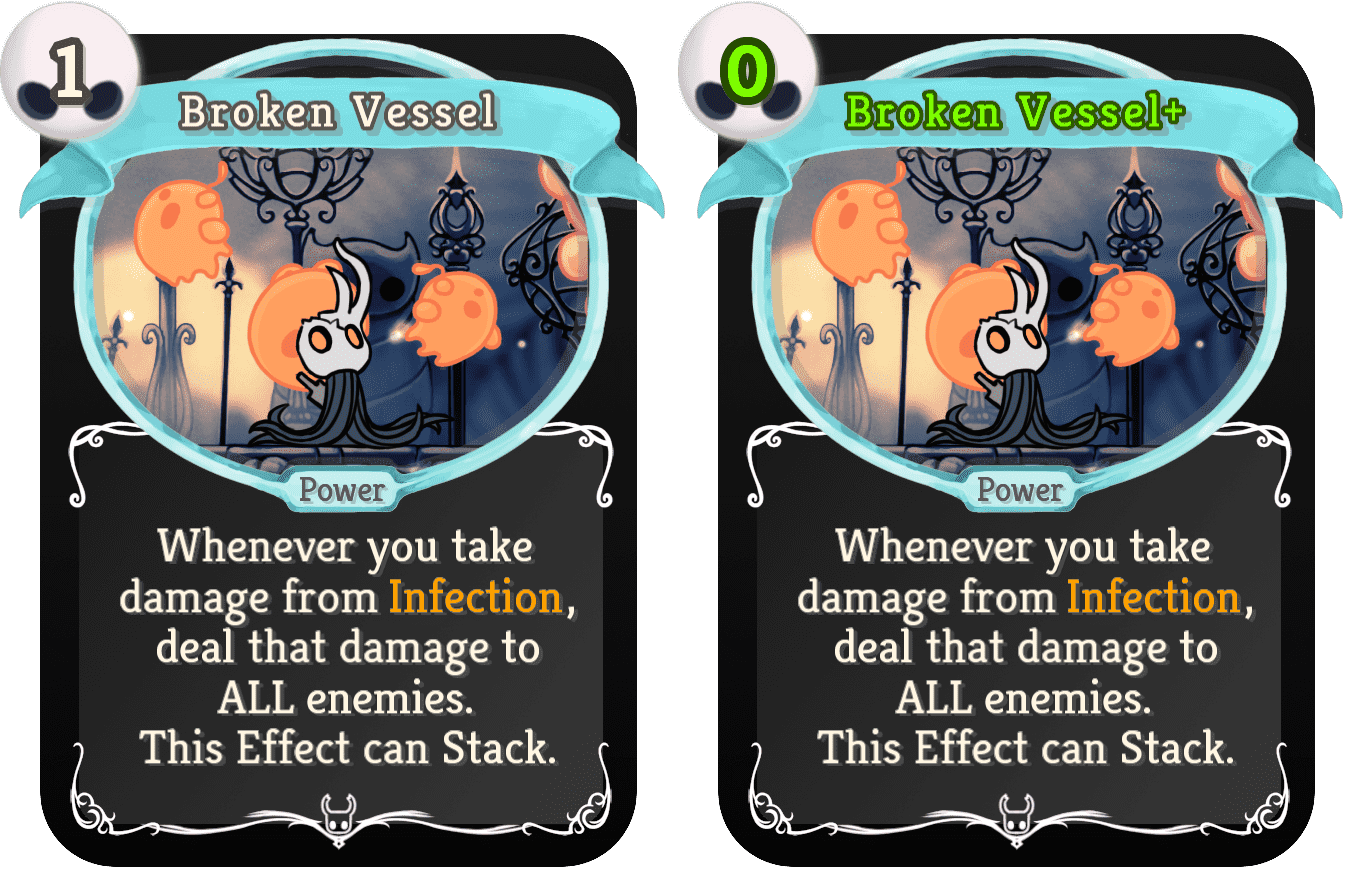 1
Broken Vessel
Power
Whenever you take
damage from Infection,
deal that damage to
ALL enemies.
This Effect can Stack.
0
Broken Vessel+
Power
Whenever you take
damage from Infection,
deal that damage to
ALL enemies.
This Effect can Stack.